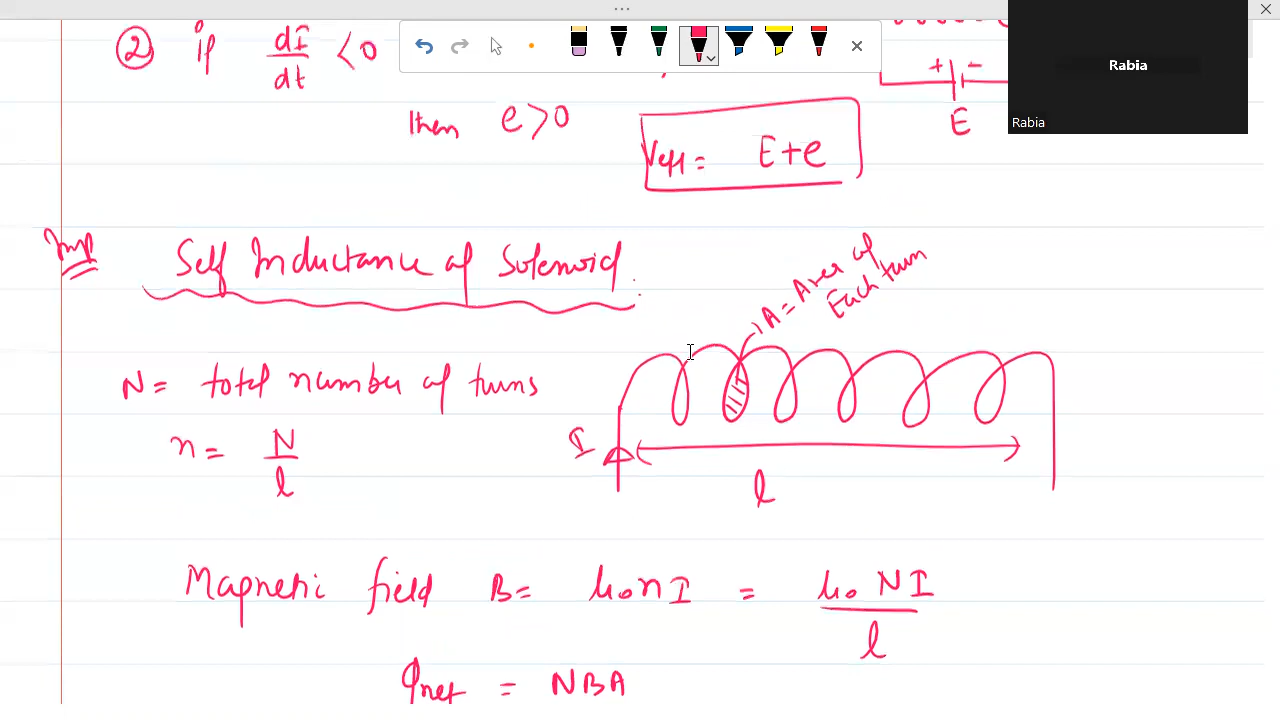 ② if dI/dt < 0
then e>0
Veff = E+e
+ -
E
Rabia
Rabia
Imp
Self Inductance of Solenoid :
A = Area of
Each turn
N = total number of turns
n = N/l
I
l
Magnetic field B = μ₀nI = μ₀NI/l
φnet = NBA